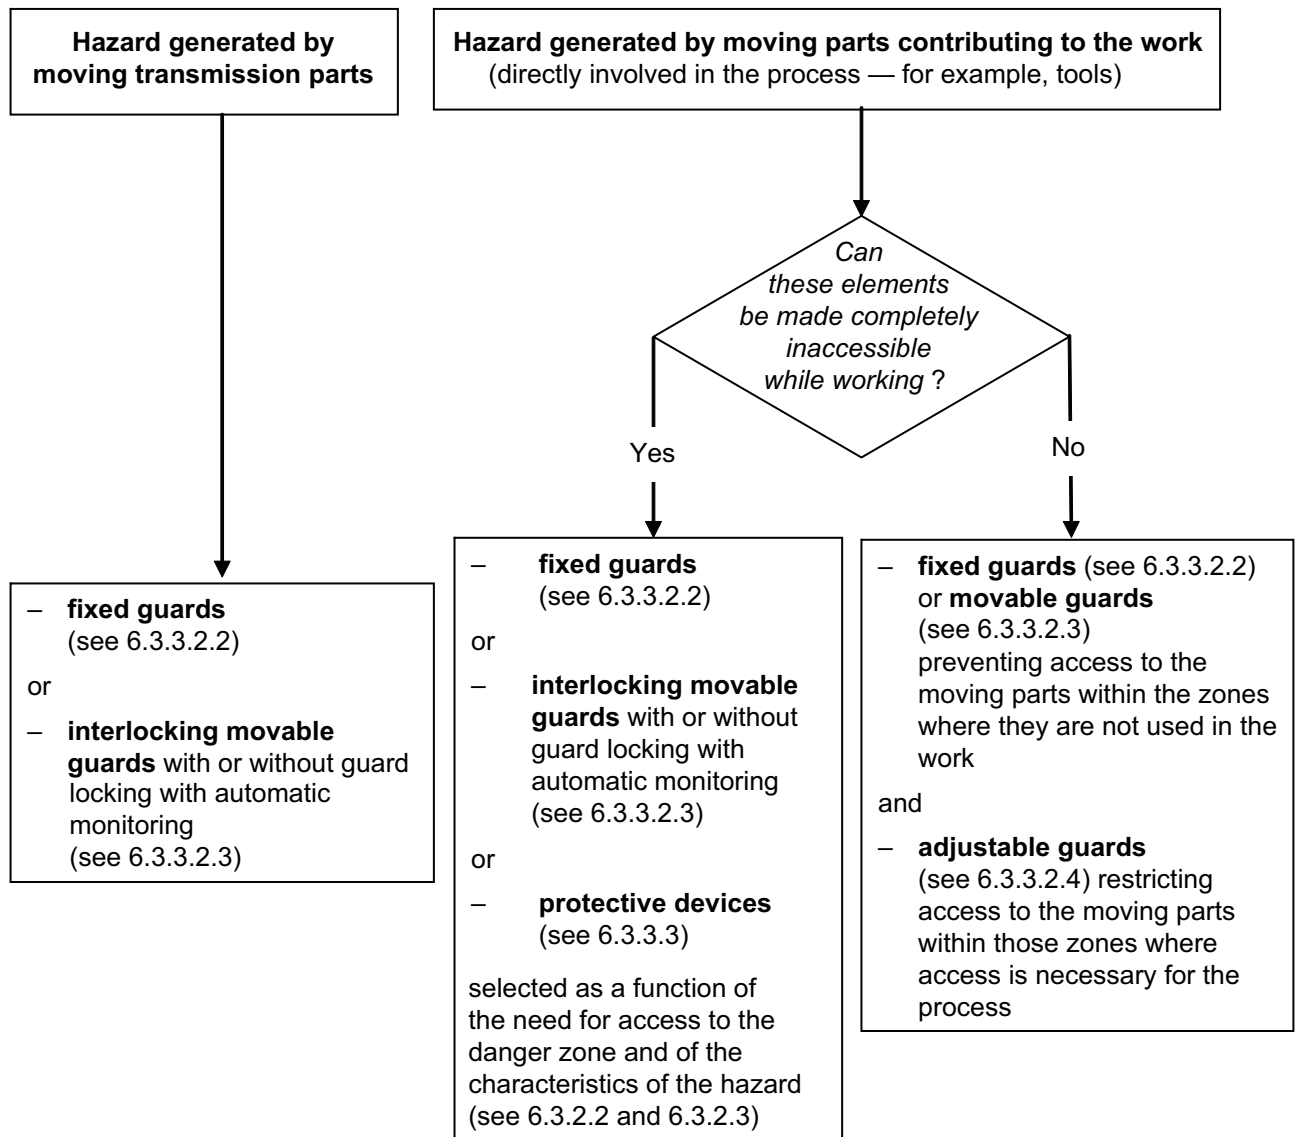 Hazard generated by
moving transmission parts
Hazard generated by moving parts contributing to the work
(directly involved in the process — for example, tools)
Can
these elements
be made completely
inaccessible
while working ?
Yes
No
– fixed guards
(see 6.3.3.2.2)
or
– interlocking movable
guards with or without guard
locking with automatic
monitoring
(see 6.3.3.2.3)
– fixed guards
(see 6.3.3.2.2)
or
– interlocking movable
guards with or without
guard locking with
automatic monitoring
(see 6.3.3.2.3)
or
– protective devices
(see 6.3.3.3)
selected as a function of
the need for access to the
danger zone and of the
characteristics of the hazard
(see 6.3.2.2 and 6.3.2.3)
– fixed guards (see 6.3.3.2.2)
or movable guards
(see 6.3.3.2.3)
preventing access to the
moving parts within the zones
where they are not used in the
work
and
– adjustable guards
(see 6.3.3.2.4) restricting
access to the moving parts
within those zones where
access is necessary for the
process